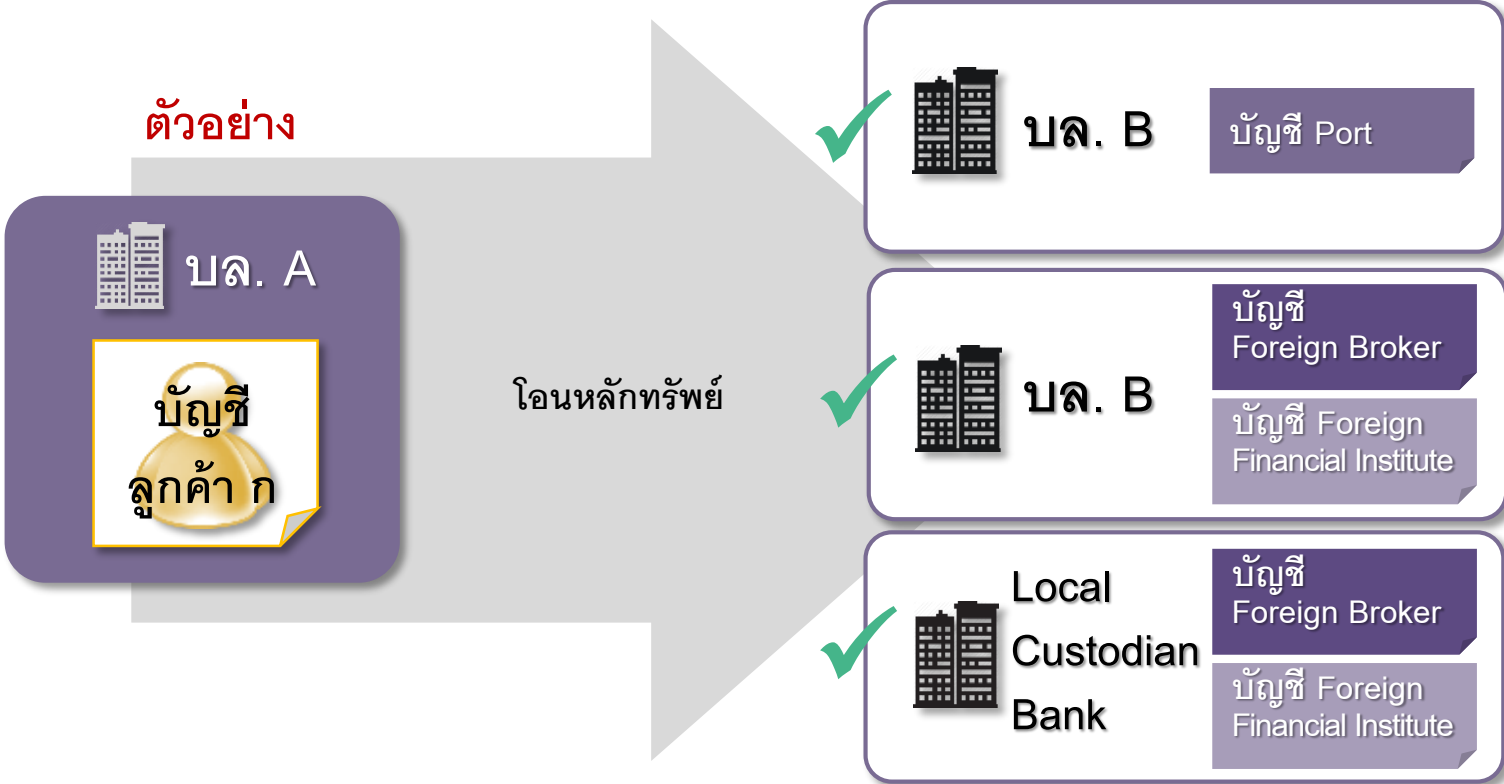 ตัวอย่าง
บล. A
บัญชี
ลูกค้า ก
โอนหลักทรัพย์
บล. B
บัญชี Port
บล. B
บัญชี
Foreign Broker
บัญชี Foreign
Financial Institute
Local
Custodian
Bank
บัญชี
Foreign Broker
บัญชี Foreign
Financial Institute